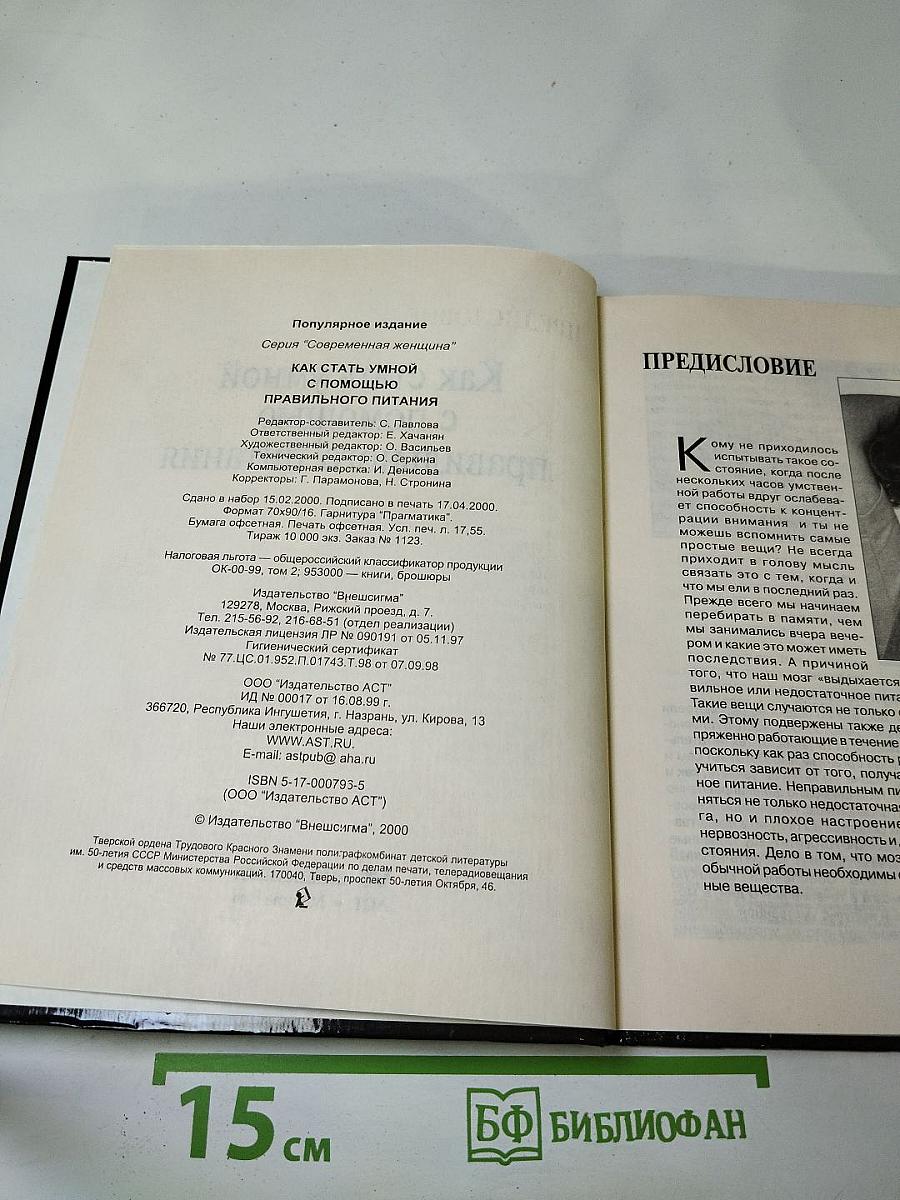 Популярное издание
Серия "Современная женщина"
КАК СТАТЬ УМНОЙ
С ПОМОЩЬЮ
ПРАВИЛЬНОГО ПИТАНИЯ
Редактор-составитель: С. Павлова
Ответственный редактор: Е. Хачанян
Художественный редактор: О. Васильев
Технический редактор: О. Серкина
Компьютерная верстка: И. Денисова
Корректоры: Г. Парамонова, Н. Стронина
Сдано в набор 15.02.2000. Подписано в печать 17.04.2000.
Формат 70х90/16. Гарнитура "Прагматика".
Бумага офсетная. Печать офсетная. Усл. печ. л. 17,55.
Тираж 10 000 экз. Заказ № 1123.
Налоговая льгота — общероссийский классификатор продукции
ОК-00-99, том 2; 953000 — книги, брошюры
Издательство "Внешсигма"
129278, Москва, Рижский проезд, д. 7.
Тел. 215-56-92, 216-68-51 (отдел реализации)
Издательская лицензия ЛР № 090191 от 05.11.97
Гигиенический сертификат
№ 77.ЦС.01.952.П.01743.Т.98 от 07.09.98
ООО "Издательство АСТ"
ИД № 00017 от 16.08.99 г.
366720, Республика Ингушетия, г. Назрань, ул. Кирова, 13
Наши электронные адреса:
WWW.AST.RU.
E-mail: astpub@ aha.ru
ISBN 5-17-000793-5
(ООО "Издательство АСТ")
© Издательство "Внешсигма", 2000
Тверской ордена Трудового Красного Знамени полиграфкомбинат детской литературы
им. 50-летия СССР Министерства Российской Федерации по делам печати, телерадиовещания
и средств массовых коммуникаций. 170040, Тверь, проспект 50-летия Октября, 46.
ПРЕДИСЛОВИЕ
Кому не приходилось
испытывать такое со-
стояние, когда после
нескольких часов умствен-
ной работы вдруг ослабева-
ет способность к концент-
рации внимания и ты не
можешь вспомнить самые
простые вещи? Не всегда
приходит в голову мысль
связать это с тем, когда и
что мы ели в последний раз.
Прежде всего мы начинаем
перебирать в памяти, чем
мы занимались вчера вече-
ром и какие это может иметь
последствия. А причиной
того, что наш мозг «выдыхается
вильное или недостаточное пита
Такие вещи случаются не только
ми. Этому подвержены также де
пряженно работающие в течение
поскольку как раз способность
учиться зависит от того, получа
ное питание. Неправильным пи
няться не только недостаточна
га, но и плохое настроение
нервозность, агрессивность и
стояния. Дело в том, что моз
обычной работы необходимы
ные вещества.
15 см
БФ БИБЛИОФАН